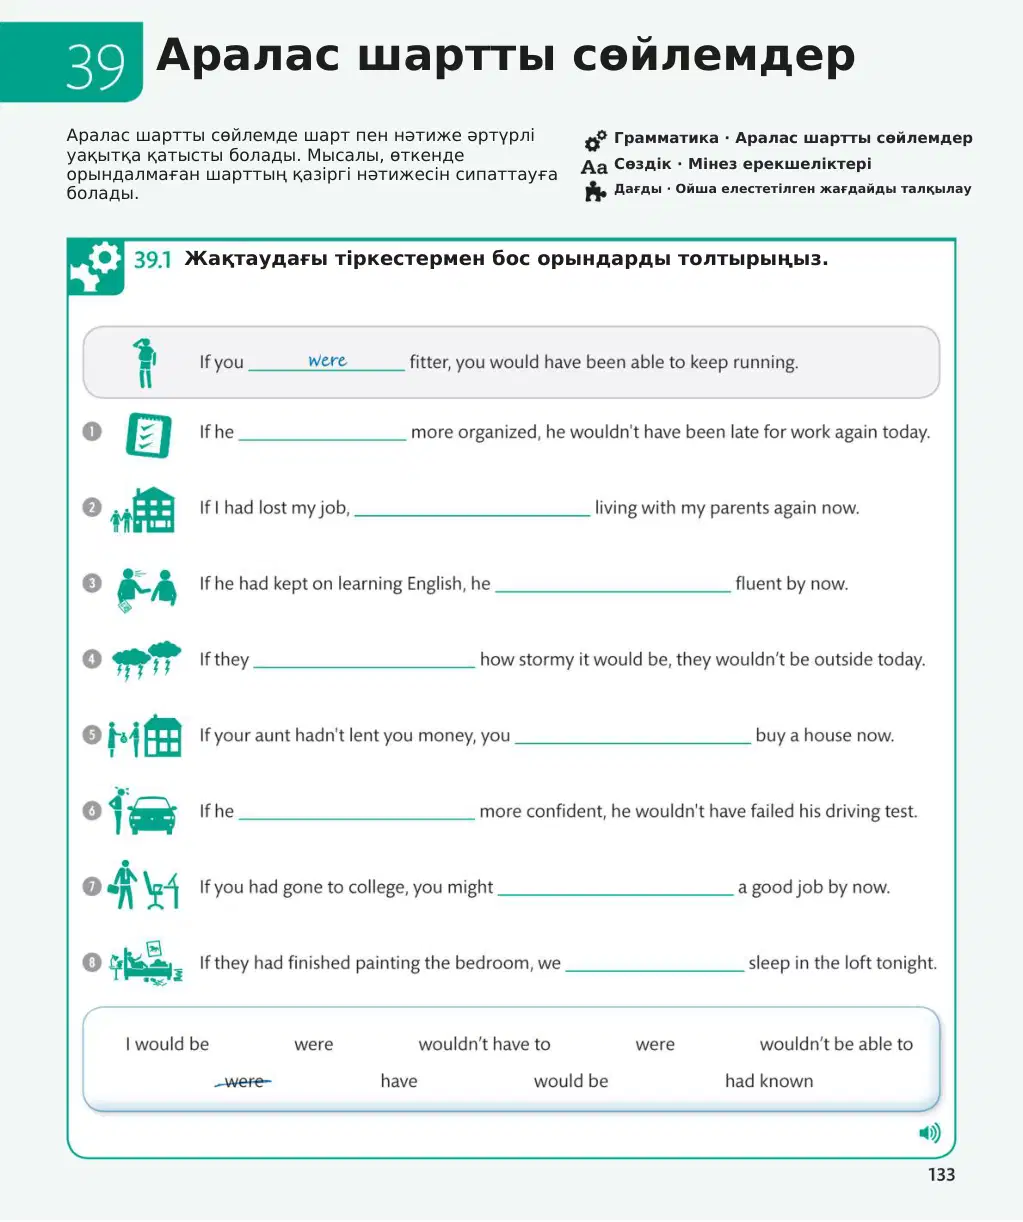 39 Аралас шартты сөйлемдер
Аралас шартты сөйлемде шарт пен нәтиже әртүрлі
уақытқа қатысты болады. Мысалы, өткенде
орындалмаған шарттың қазіргі нәтижесін сипаттауға
болады.
Грамматика · Аралас шартты сөйлемдер
Aa Сөздік · Мінез ерекшеліктері
Дағды · Ойша елестетілген жағдайды талқылау
39.1 Жақтаудағы тіркестермен бос орындарды толтырыңыз.
If you were fitter, you would have been able to keep running.
1 If he ________ more organized, he wouldn't have been late for work again today.
2 If I had lost my job, ________ living with my parents again now.
3 If he had kept on learning English, he ________ fluent by now.
4 If they ________ how stormy it would be, they wouldn't be outside today.
5 If your aunt hadn't lent you money, you ________ buy a house now.
6 If he ________ more confident, he wouldn't have failed his driving test.
7 If you had gone to college, you might ________ a good job by now.
8 If they had finished painting the bedroom, we ________ sleep in the loft tonight.
I would be were wouldn't have to were wouldn't be able to
were have would be had known
133